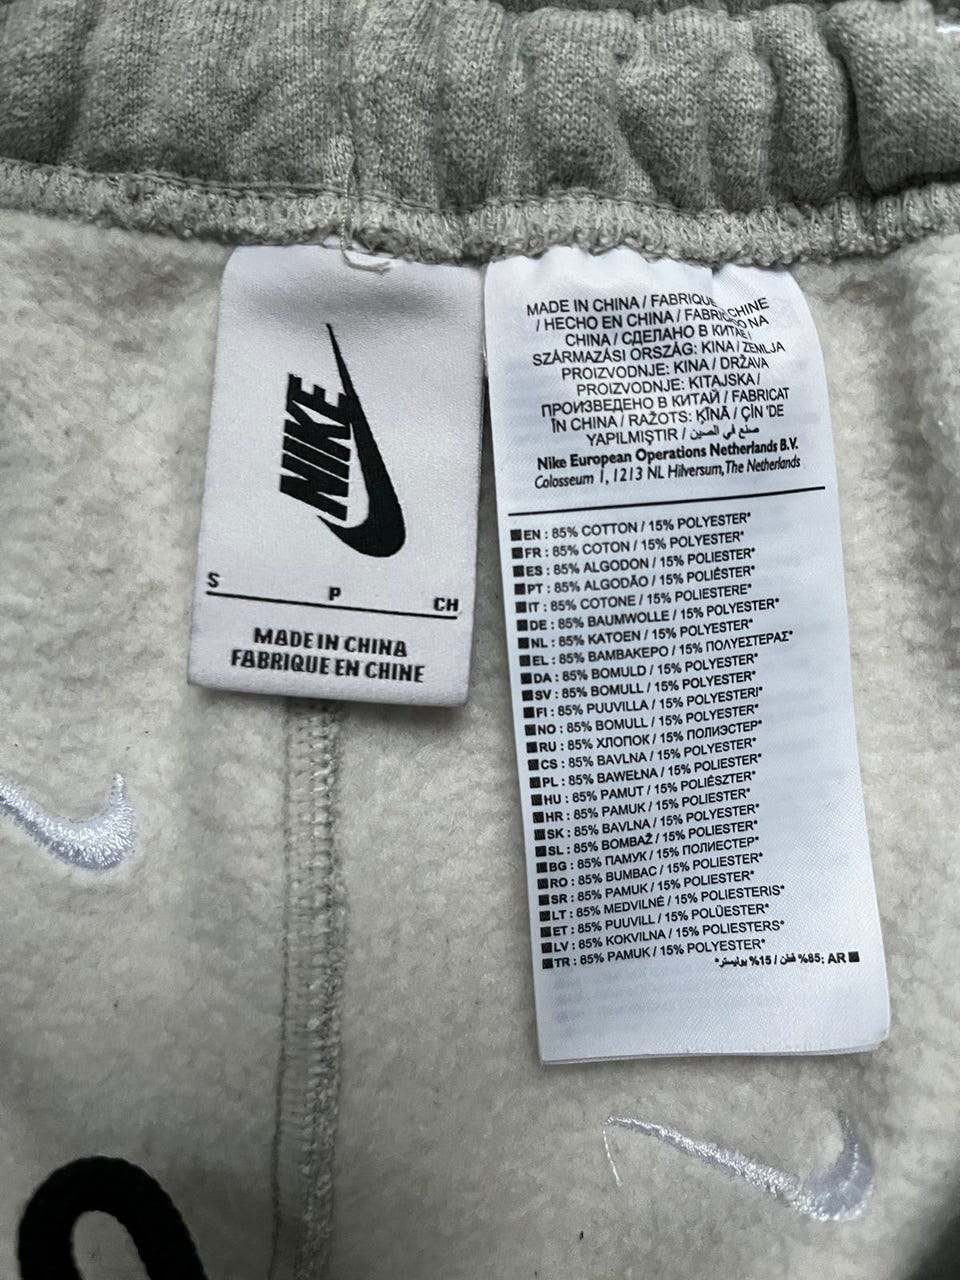 NIKE
S P CH
MADE IN CHINA
FABRIQUE EN CHINE
MADE IN CHINA / FABRIQUE CHINE
/ HECHO EN CHINA / FABRIC NA
CHINA / СДЕЛАНО В КИТАЕ /
SZÁRMAZÁSI ORSZÁG: KINA / ZEMLJA
PROIZVODNJE: KINA / DRŽAVA
PROIZVODNJE: KITAJSKA /
ПРОИЗВЕДЕНО В КИТАЙ / FABRICAT
ÎN CHINA / RAŽOTS: ĶĪNĀ / ÇİN 'DE
YAPILMIŞTIR / صنع في الصين
Nike European Operations Netherlands B.V.
Colosseum 1, 1213 NL Hilversum, The Netherlands
EN : 85% COTTON / 15% POLYESTER*
FR : 85% COTON / 15% POLYESTER*
ES : 85% ALGODON / 15% POLIESTER*
PT : 85% ALGODÃO / 15% POLIÉSTER*
IT : 85% COTONE / 15% POLIESTERE*
DE : 85% BAUMWOLLE / 15% POLYESTER*
NL : 85% KATOEN / 15% POLYESTER*
EL : 85% ΒΑΜΒΑΚΕΡΟ / 15% ΠΟΛΥΕΣΤΕΡΑΣ*
DA : 85% BOMULD / 15% POLYESTER*
SV : 85% BOMULL / 15% POLYESTER*
FI : 85% PUUVILLA / 15% POLYESTERI*
NO : 85% BOMULL / 15% POLYESTER*
RU : 85% ХЛОПОК / 15% ПОЛИЭСТЕР*
CS : 85% BAVLNA / 15% POLYESTER*
PL : 85% BAWEŁNA / 15% POLIESTER*
HU : 85% PAMUT / 15% POLIÉSZTER*
HR : 85% PAMUK / 15% POLIESTER*
SK : 85% BAVLNA / 15% POLYESTER*
SL : 85% BOMBAŽ / 15% POLIESTER*
BG : 85% ПАМУК / 15% ПОЛИЕСТЕР*
RO : 85% BUMBAC / 15% POLIESTER*
SR : 85% PAMUK / 15% POLIESTER*
LT : 85% MEDVILNĖ / 15% POLIESTERIS*
ET : 85% PUUVILL / 15% POLÜESTER*
LV : 85% KOKVILNA / 15% POLIESTERS*
TR : 85% PAMUK / 15% POLYESTER*
AR :85% قطن / 15% بوليستر*